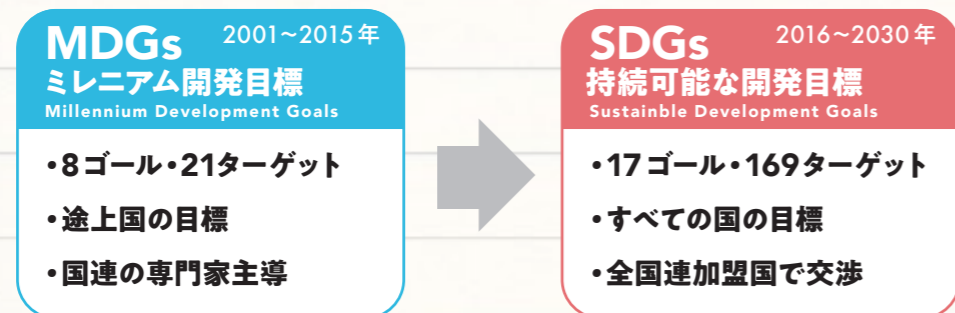 MDGs 2001~2015年
ミレニアム開発目標
Millennium Development Goals
・8ゴール・21ターゲット
・途上国の目標
・国連の専門家主導
SDGs 2016~2030年
持続可能な開発目標
Sustainble Development Goals
・17ゴール・169ターゲット
・すべての国の目標
・全国連加盟国で交渉